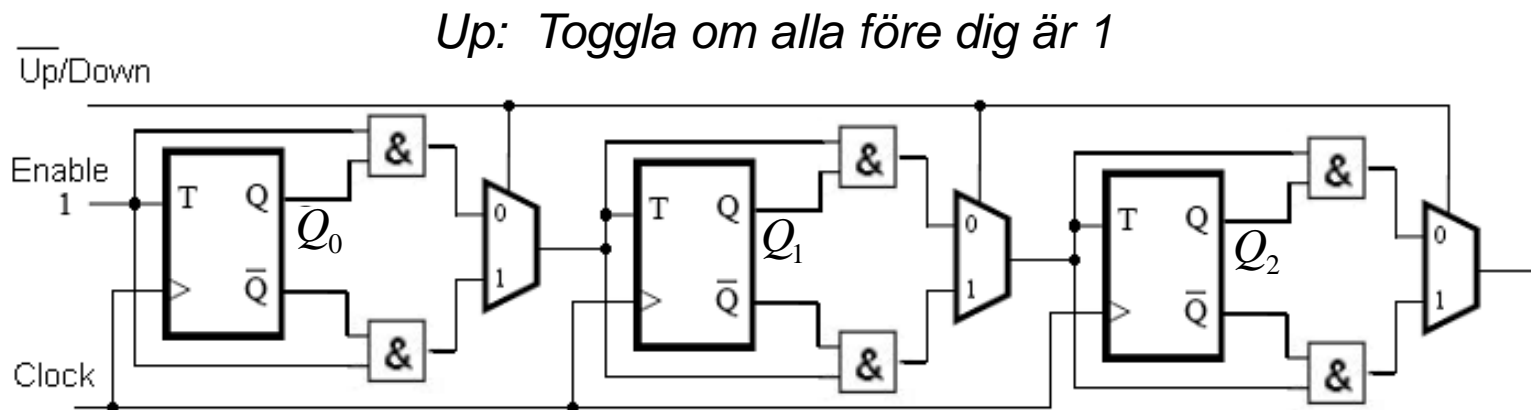 Up: Toggla om alla före dig är 1
U̅p̅/Down
Enable
1
Clock
T Q
Q̅
Q₀
&
&
0
1
T Q
Q̅
Q₁
&
&
0
1
T Q
Q̅
Q₂
&
&
0
1